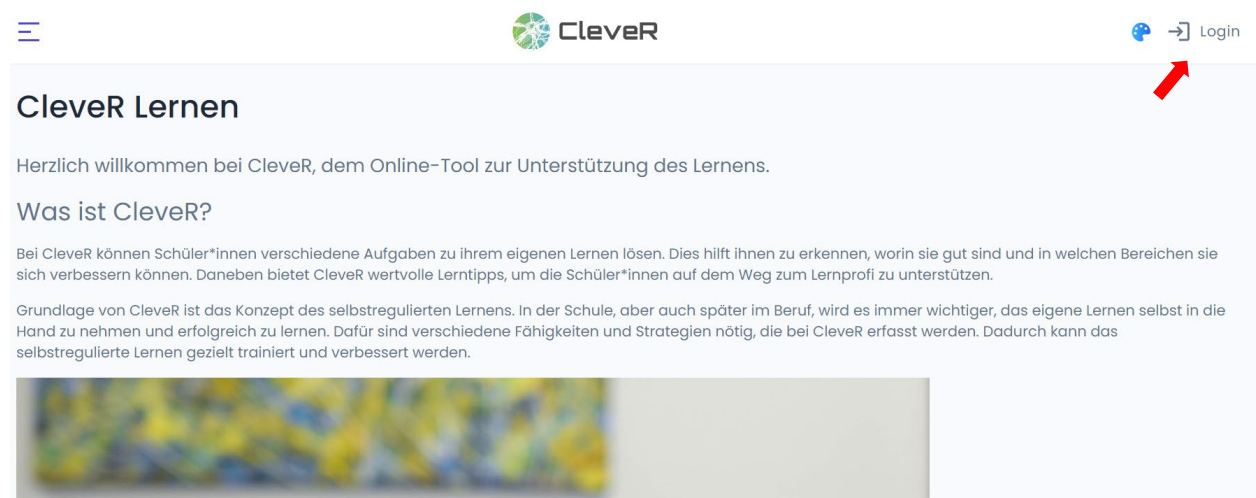 CleveR
Login
CleveR Lernen
Herzlich willkommen bei CleveR, dem Online-Tool zur Unterstützung des Lernens.
Was ist CleveR?
Bei CleveR können Schüler*innen verschiedene Aufgaben zu ihrem eigenen Lernen lösen. Dies hilft ihnen zu erkennen, worin sie gut sind und in welchen Bereichen sie
sich verbessern können. Daneben bietet CleveR wertvolle Lerntipps, um die Schüler*innen auf dem Weg zum Lernprofi zu unterstützen.
Grundlage von CleveR ist das Konzept des selbstregulierten Lernens. In der Schule, aber auch später im Beruf, wird es immer wichtiger, das eigene Lernen selbst in die
Hand zu nehmen und erfolgreich zu lernen. Dafür sind verschiedene Fähigkeiten und Strategien nötig, die bei CleveR erfasst werden. Dadurch kann das
selbstregulierte Lernen gezielt trainiert und verbessert werden.